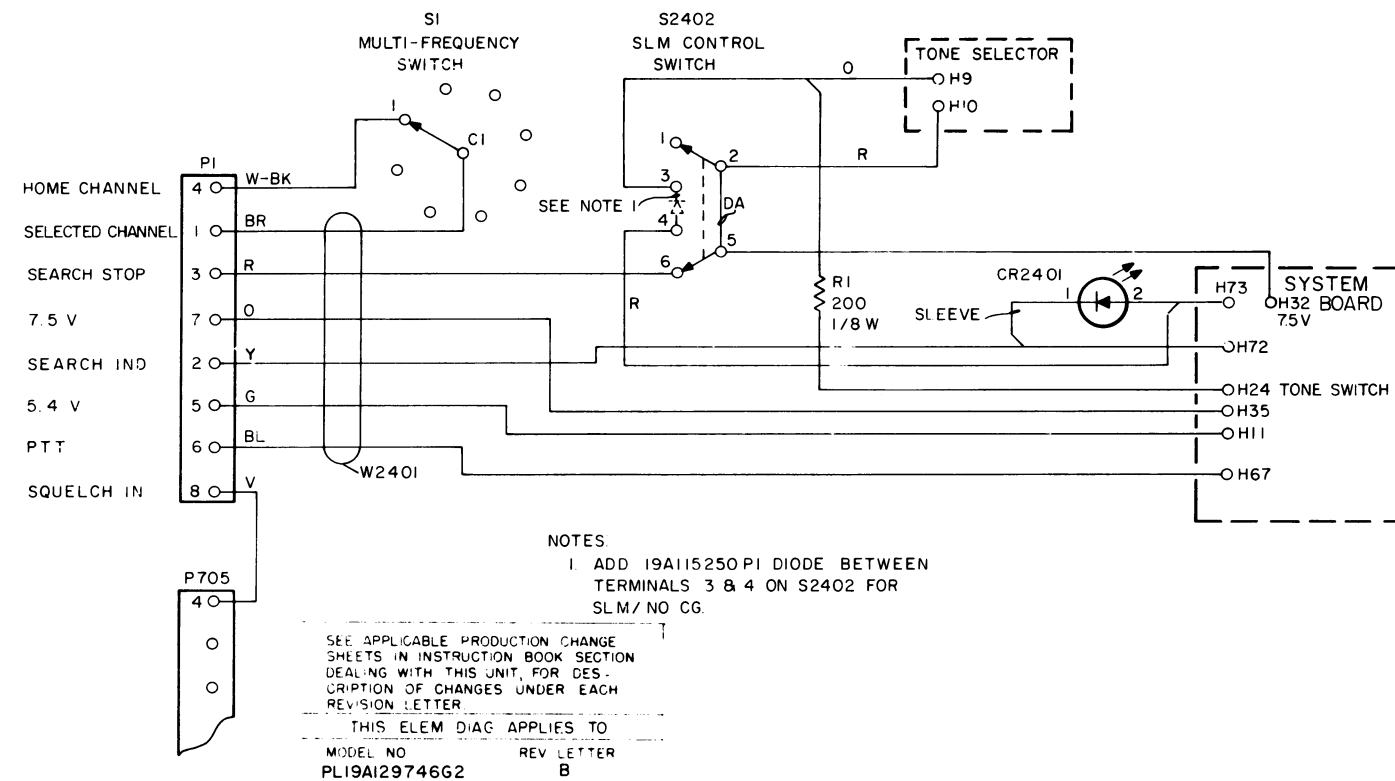 S1
MULTI-FREQUENCY
SWITCH
S2402
SLM CONTROL
SWITCH
TONE SELECTOR
O
H9
H10
1
C1
1
2
R
3
SEE NOTE 1
DA
4
5
6
R
P1
HOME CHANNEL 4 W-BK
SELECTED CHANNEL 1 BR
SEARCH STOP 3 R
7.5 V 7 O
SEARCH IND 2 Y
5.4 V 5 G
PTT 6 BL
SQUELCH IN 8 V
W2401
R1
200
1/8 W
CR2401
1 2
SLEEVE
H73
SYSTEM
H32 BOARD
7.5V
H72
H24 TONE SWITCH
H35
H11
H67
P705
4
NOTES.
1. ADD 19A115250P1 DIODE BETWEEN
TERMINALS 3 & 4 ON S2402 FOR
SLM/NO CG.
SEE APPLICABLE PRODUCTION CHANGE
SHEETS IN INSTRUCTION BOOK SECTION
DEALING WITH THIS UNIT, FOR DES-
CRIPTION OF CHANGES UNDER EACH
REVISION LETTER.
THIS ELEM DIAG APPLIES TO
MODEL NO REV LETTER
PL19A129746G2 B